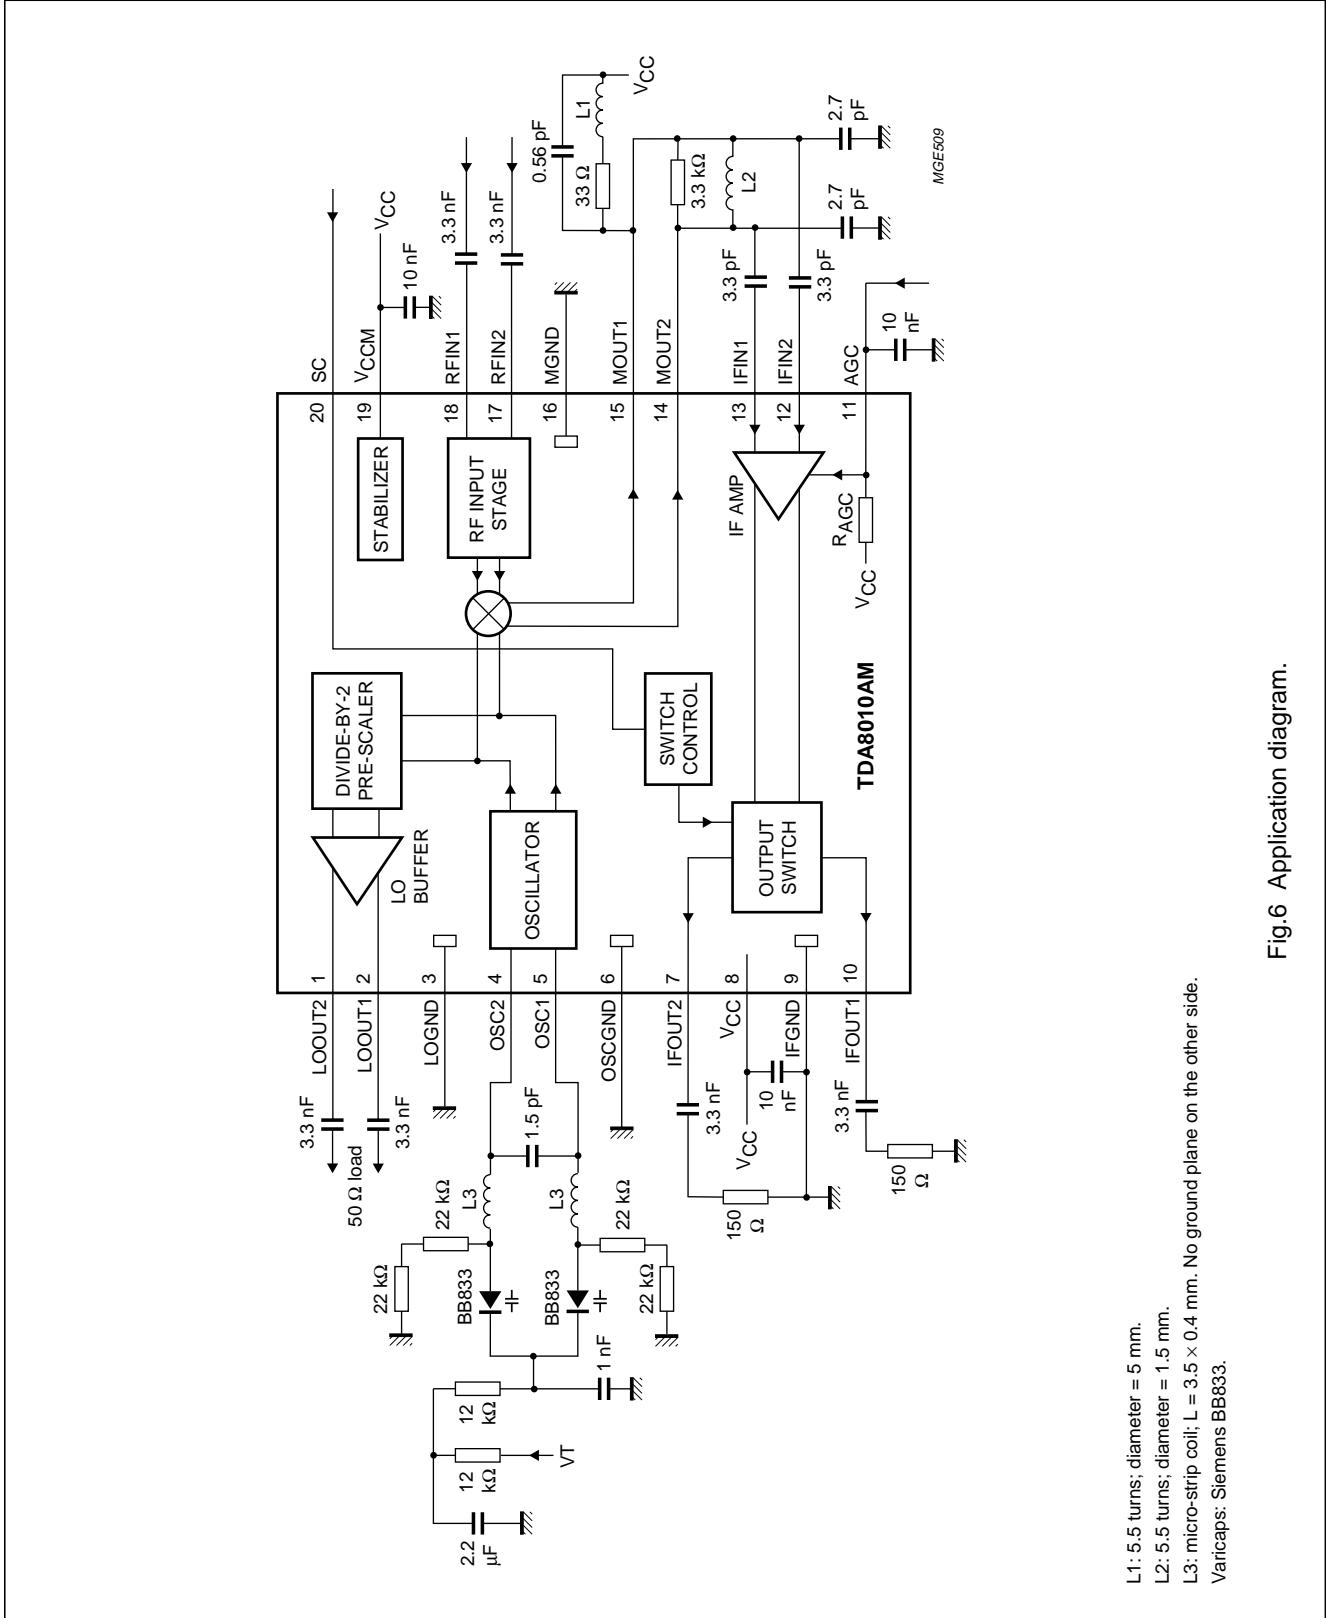 2.2
μF
12
kΩ
VT
12
kΩ
1 nF
22 kΩ
22 kΩ
BB833
BB833
22 kΩ
22 kΩ
L3
L3
1.5 pF
3.3 nF
50 Ω load
3.3 nF
3.3 nF
150
Ω
VCC
10
nF
3.3 nF
150
Ω
LOOUT2
LOOUT1
LOGND
OSC2
OSC1
OSCGND
IFOUT2
VCC
IFGND
IFOUT1
1
2
3
4
5
6
7
8
9
10
LO
BUFFER
DIVIDE-BY-2
PRE-SCALER
OSCILLATOR
OUTPUT
SWITCH
SWITCH
CONTROL
TDA8010AM
STABILIZER
RF INPUT
STAGE
IF AMP
RAGC
VCC
20
19
18
17
16
15
14
13
12
11
SC
VCCM
RFIN1
RFIN2
MGND
MOUT1
MOUT2
IFIN1
IFIN2
AGC
VCC
10 nF
3.3 nF
3.3 nF
0.56 pF
33 Ω
L1
VCC
3.3 kΩ
L2
3.3 pF
3.3 pF
2.7
pF
2.7
pF
10
nF
MGE509
L1: 5.5 turns; diameter = 5 mm.
L2: 5.5 turns; diameter = 1.5 mm.
L3: micro-strip coil; L = 3.5 × 0.4 mm. No ground plane on the other side.
Varicaps: Siemens BB833.
Fig.6 Application diagram.